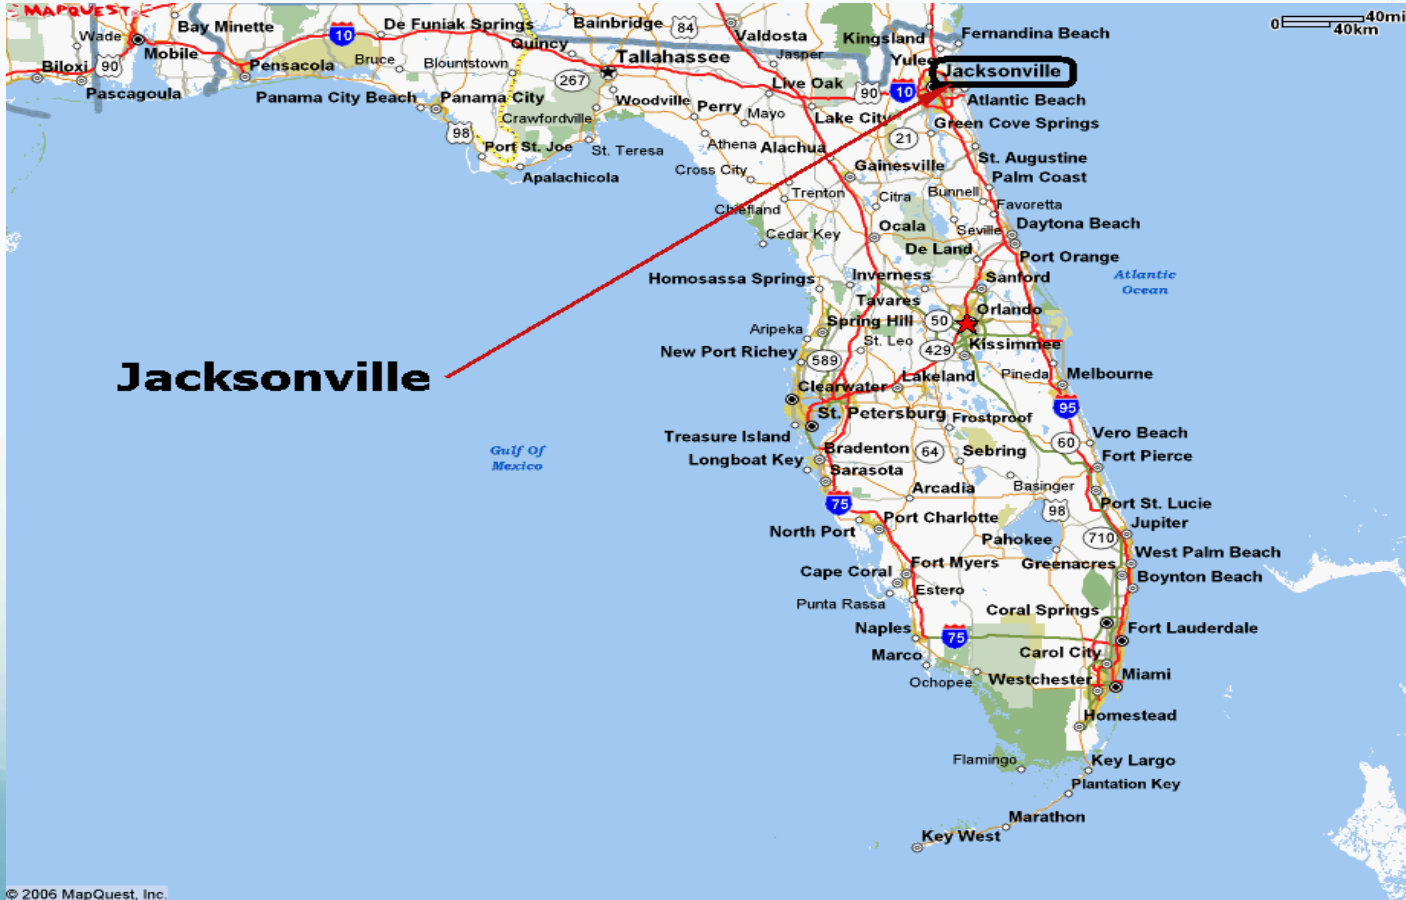 MAPQUEST
0 40mi
40km
Wade
Bay Minette
De Funiak Springs
Bainbridge
84
Valdosta
Kingsland
Fernandina Beach
Mobile
10
Quincy
Jasper
Yulee
Biloxi
90
Pensacola
Bruce
Blountstown
Tallahassee
Jacksonville
267
Live Oak
90
10
Pascagoula
Panama City Beach
Panama City
Woodville
Perry
Mayo
Lake City
Atlantic Beach
98
Crawfordville
21
Green Cove Springs
Port St. Joe
St. Teresa
Athena
Alachua
Gainesville
St. Augustine
Apalachicola
Cross City
Palm Coast
Trenton
Citra
Bunnell
Favoretta
Chiefland
Cedar Key
Ocala
Seville
Daytona Beach
De Land
Port Orange
Homosassa Springs
Inverness
Sanford
Atlantic
Ocean
Tavares
Orlando
Aripeka
Spring Hill
50
St. Leo
New Port Richey
589
429
Kissimmee
Jacksonville
Clearwater
Lakeland
Pineda
Melbourne
St. Petersburg
Frostproof
95
Treasure Island
Bradenton
64
Sebring
60
Vero Beach
Gulf Of
Mexico
Longboat Key
Sarasota
Fort Pierce
Arcadia
Basinger
75
Port St. Lucie
North Port
Port Charlotte
98
Jupiter
Pahokee
710
West Palm Beach
Cape Coral
Fort Myers
Greenacres
Boynton Beach
Punta Rassa
Estero
Coral Springs
Naples
75
Fort Lauderdale
Marco
Carol City
Ochopee
Westchester
Miami
Homestead
Flamingo
Key Largo
Plantation Key
Marathon
Key West
© 2006 MapQuest, Inc.